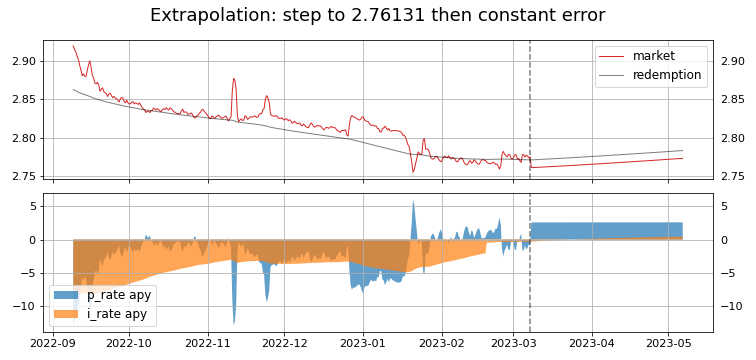 Extrapolation: step to 2.76131 then constant error
2.90
2.85
2.80
2.75
market
redemption
2.90
2.85
2.80
2.75
5
0
−5
−10
p_rate apy
i_rate apy
5
0
−5
−10
2022-09 2022-10 2022-11 2022-12 2023-01 2023-02 2023-03 2023-04 2023-05